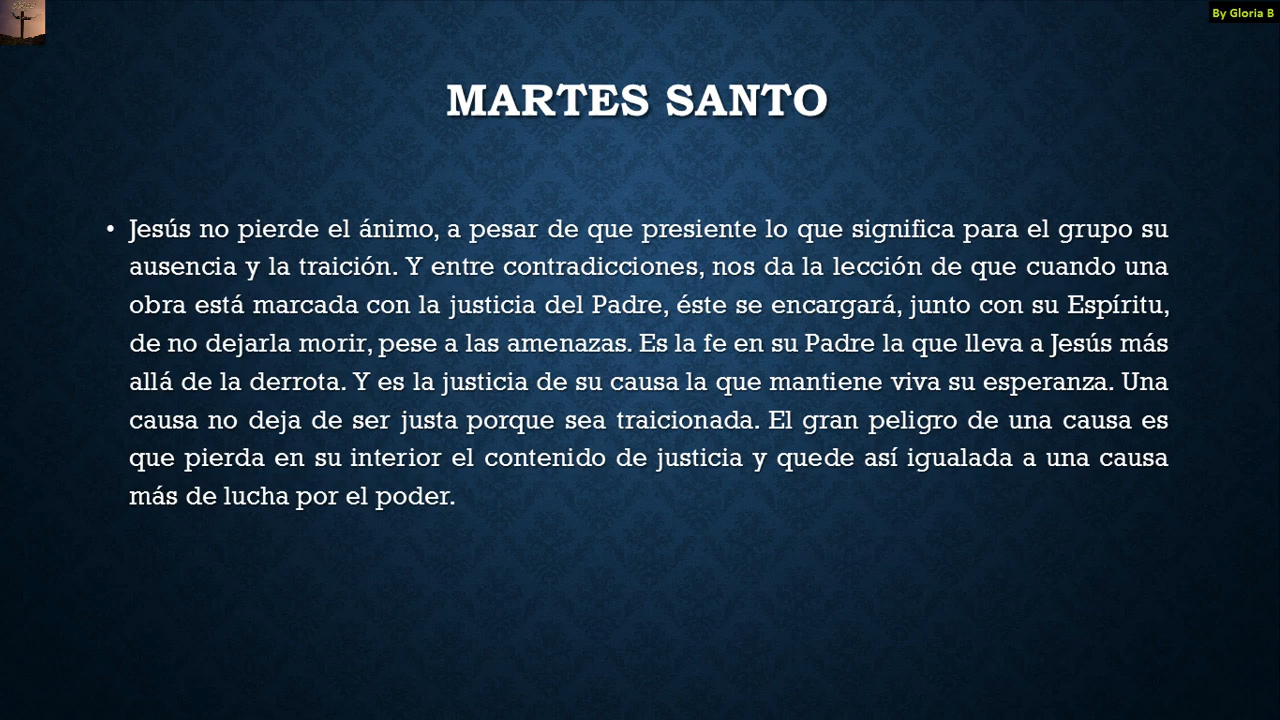 By Gloria B
MARTES SANTO
• Jesús no pierde el ánimo, a pesar de que presiente lo que significa para el grupo su
ausencia y la traición. Y entre contradicciones, nos da la lección de que cuando una
obra está marcada con la justicia del Padre, éste se encargará, junto con su Espíritu,
de no dejarla morir, pese a las amenazas. Es la fe en su Padre la que lleva a Jesús más
allá de la derrota. Y es la justicia de su causa la que mantiene viva su esperanza. Una
causa no deja de ser justa porque sea traicionada. El gran peligro de una causa es
que pierda en su interior el contenido de justicia y quede así igualada a una causa
más de lucha por el poder.